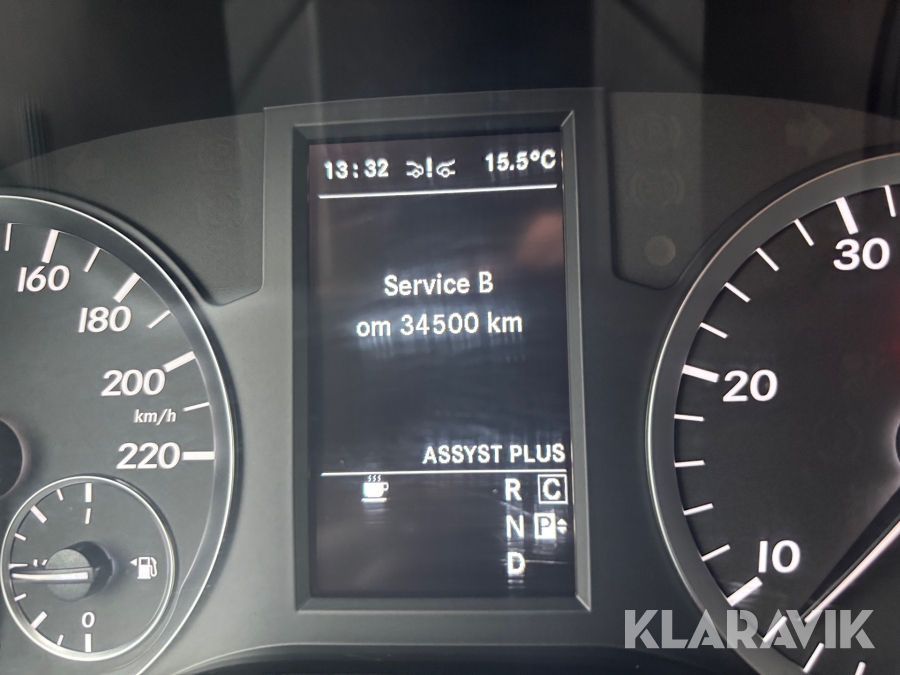 13:32 15.5°C
Service B
om 34500 km
ASSYST PLUS
R C
N P
D
160
180
200
km/h
220
1
0
30
20
10
KLARAVIK